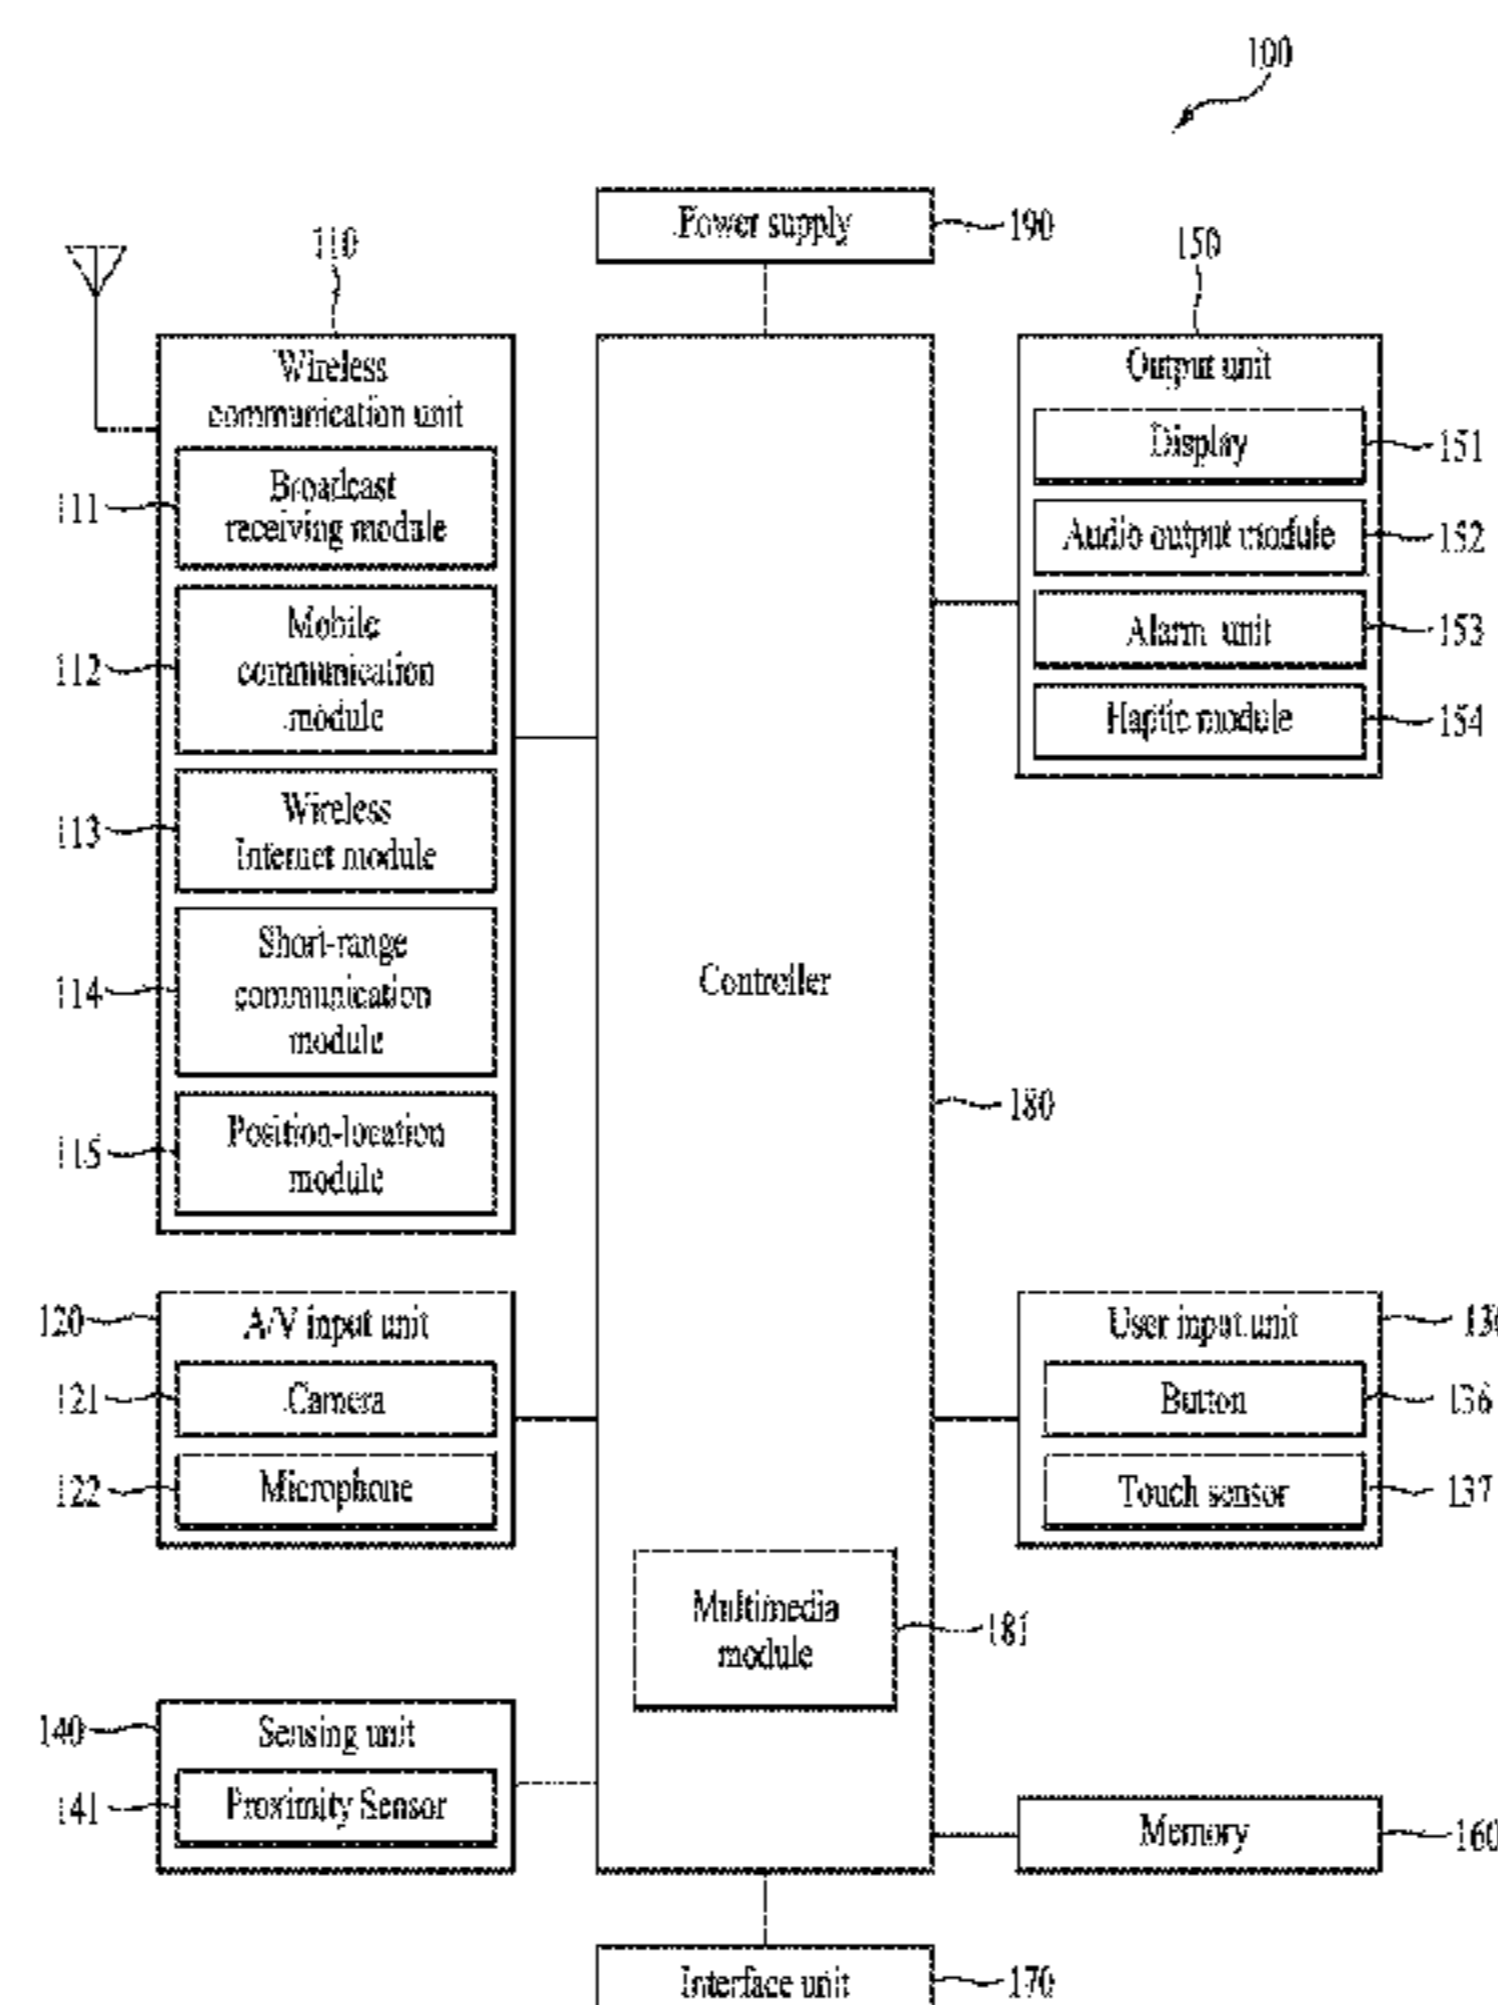 100
Power supply
190
110
Wireless
communication unit
111
Broadcast
receiving module
112
Mobile
communication
module
113
Wireless
Internet module
114
Short-range
communication
module
115
Position-location
module
150
Output unit
Display
151
Audio output module
152
Alarm unit
153
Haptic module
154
Controller
180
120
A/V input unit
121
Camera
122
Microphone
User input unit
Button
136
Touch sensor
137
Multimedia
module
181
140
Sensing unit
141
Proximity Sensor
Memory
160
Interface unit
170